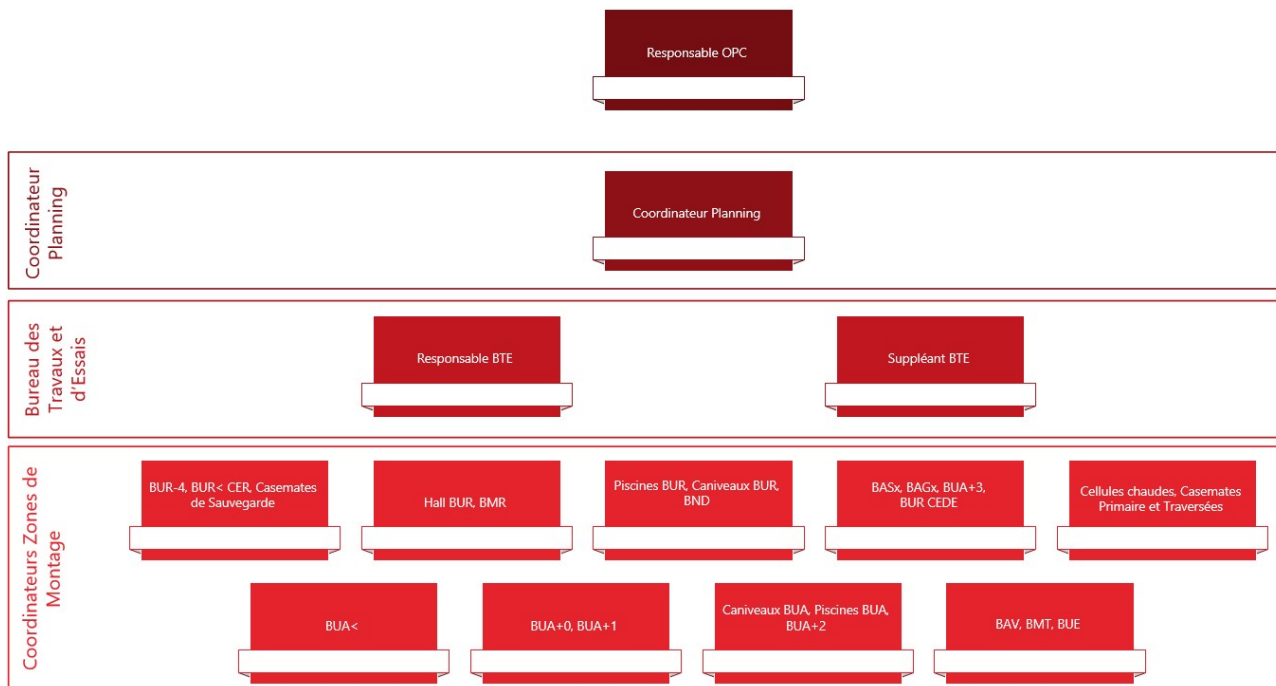 Responsable OPC
Coordinateur
Planning
Coordinateur Planning
Bureau des
Travaux et
d'Essais
Responsable BTE
Suppléant BTE
Coordinateurs Zones de
Montage
BUR-4, BUR< CER, Casemates
de Sauvegarde
Hall BUR, BMR
Piscines BUR, Caniveaux BUR,
BND
BASx, BAGx, BUA+3,
BUR CEDE
Cellules chaudes, Casemates
Primaire et Traversées
BUA<
BUA+0, BUA+1
Caniveaux BUA, Piscines BUA,
BUA+2
BAV, BMT, BUE